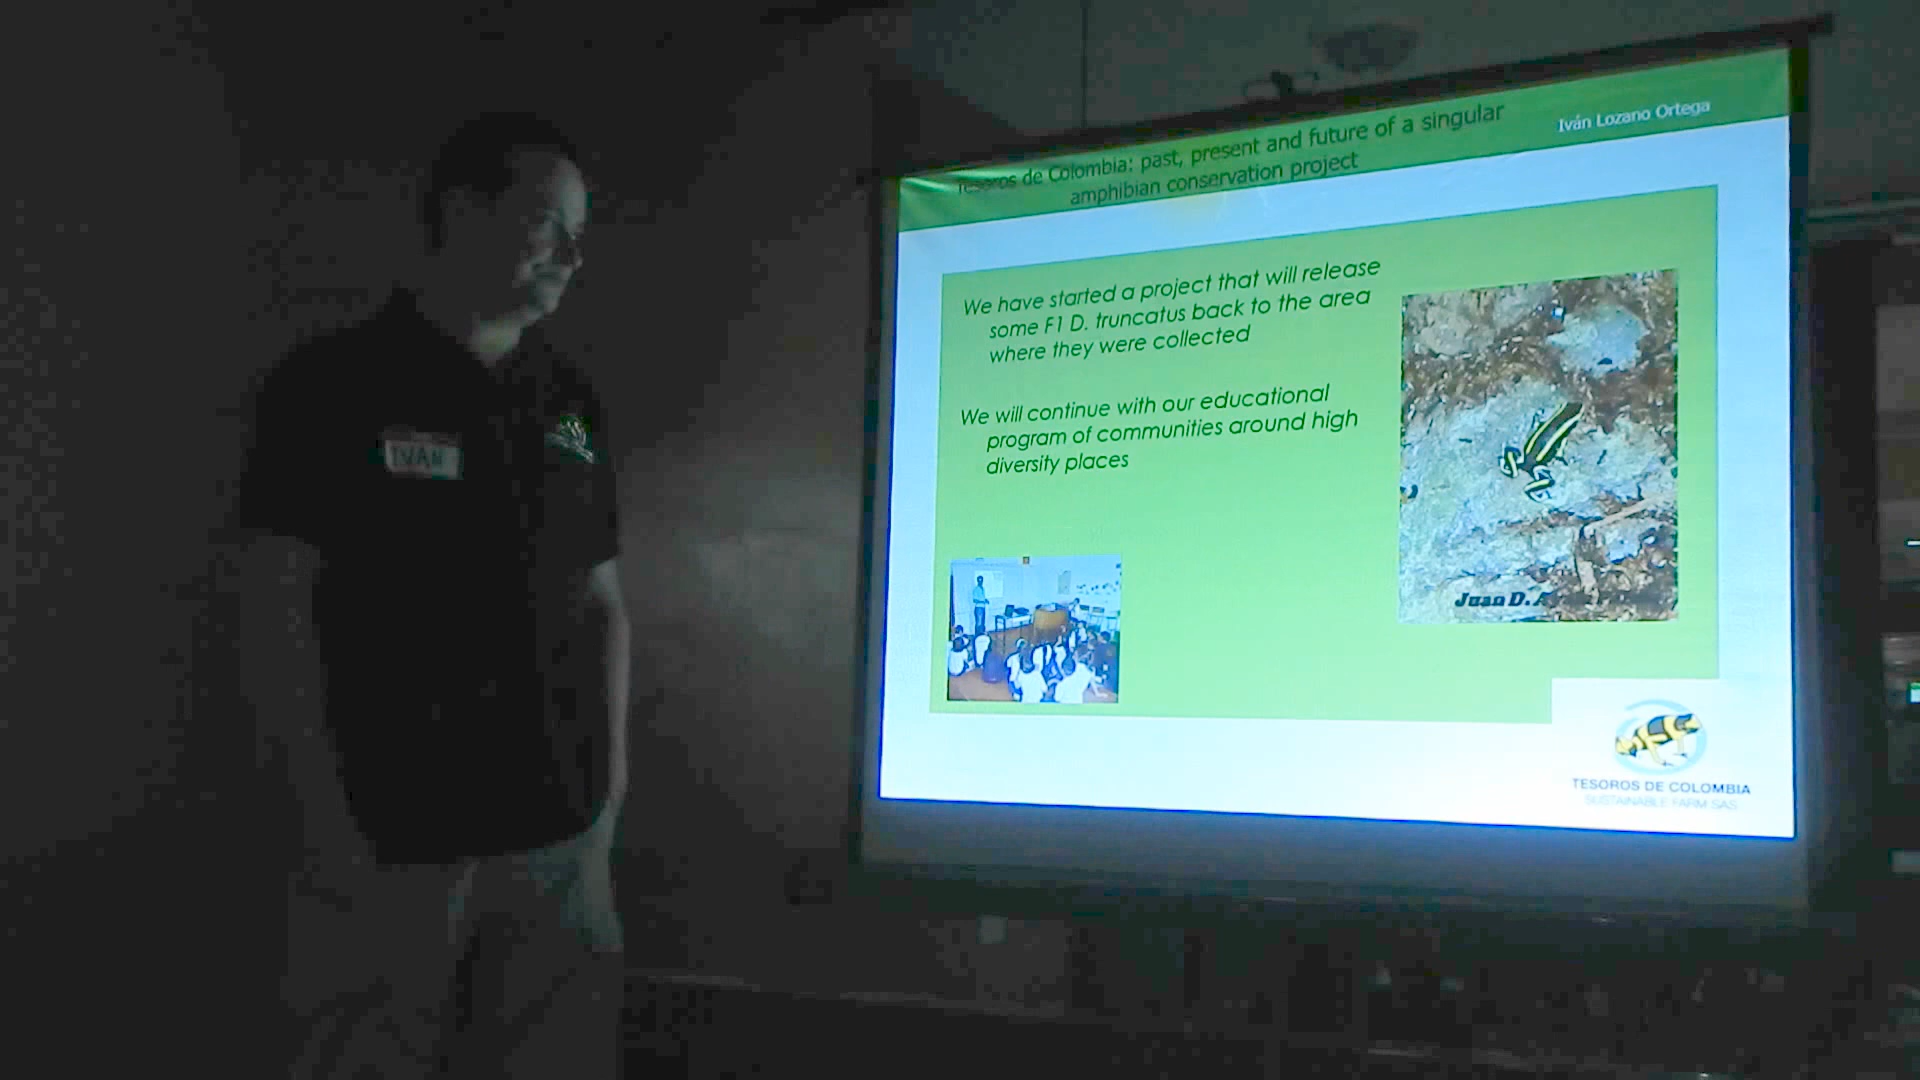 Tesoros de Colombia: past, present and future of a singular
amphibian conservation project
Iván Lozano Ortega
We have started a project that will release
some F1 D. truncatus back to the area
where they were collected
We will continue with our educational
program of communities around high
diversity places
Juan D. A
TESOROS DE COLOMBIA
SUSTAINABLE FARM SAS
IVAN